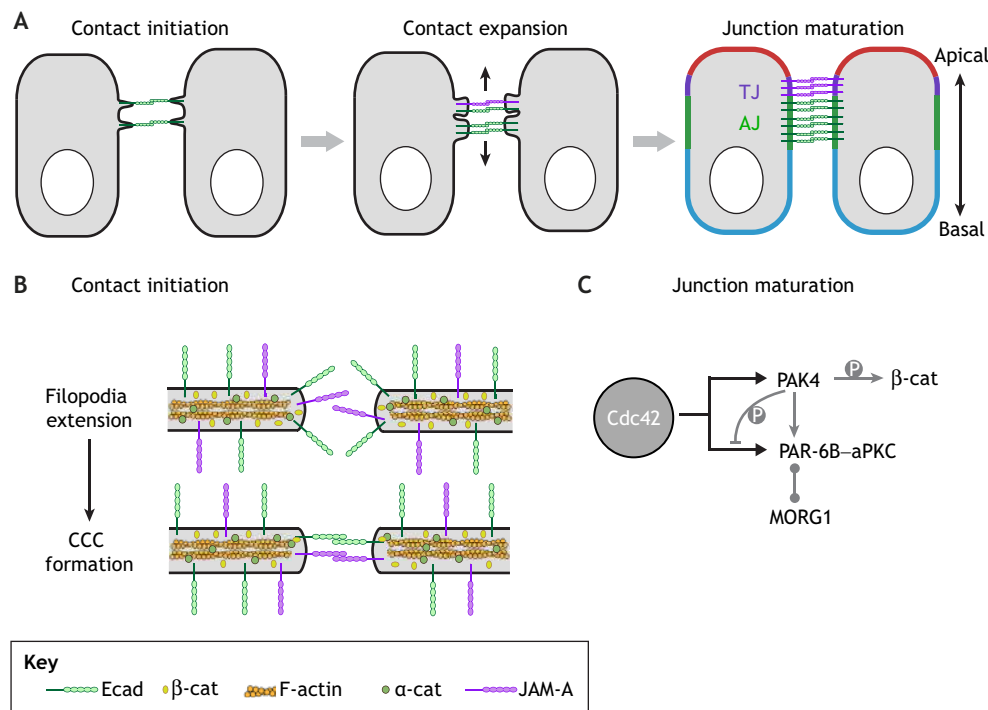 A
Contact initiation
Contact expansion
Junction maturation
Apical
TJ
AJ
Basal
B
Contact initiation
Filopodia
extension
CCC
formation
C
Junction maturation
Cdc42
PAK4
P
β-cat
P
PAR-6B–aPKC
MORG1
Key
Ecad
β-cat
F-actin
α-cat
JAM-A